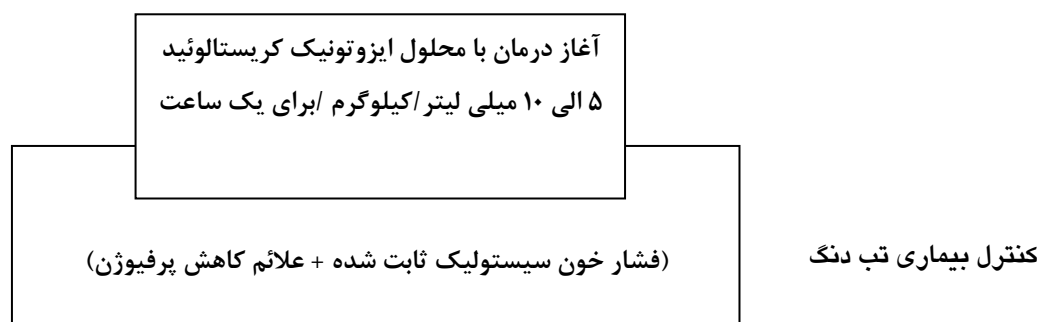 آغاز درمان با محلول ایزوتونیک کریستالوئید
۵ الی ۱۰ میلی لیتر/کیلوگرم /برای یک ساعت
کنترل بیماری تب دنگ
(فشار خون سیستولیک ثابت شده + علائم کاهش پرفیوژن)